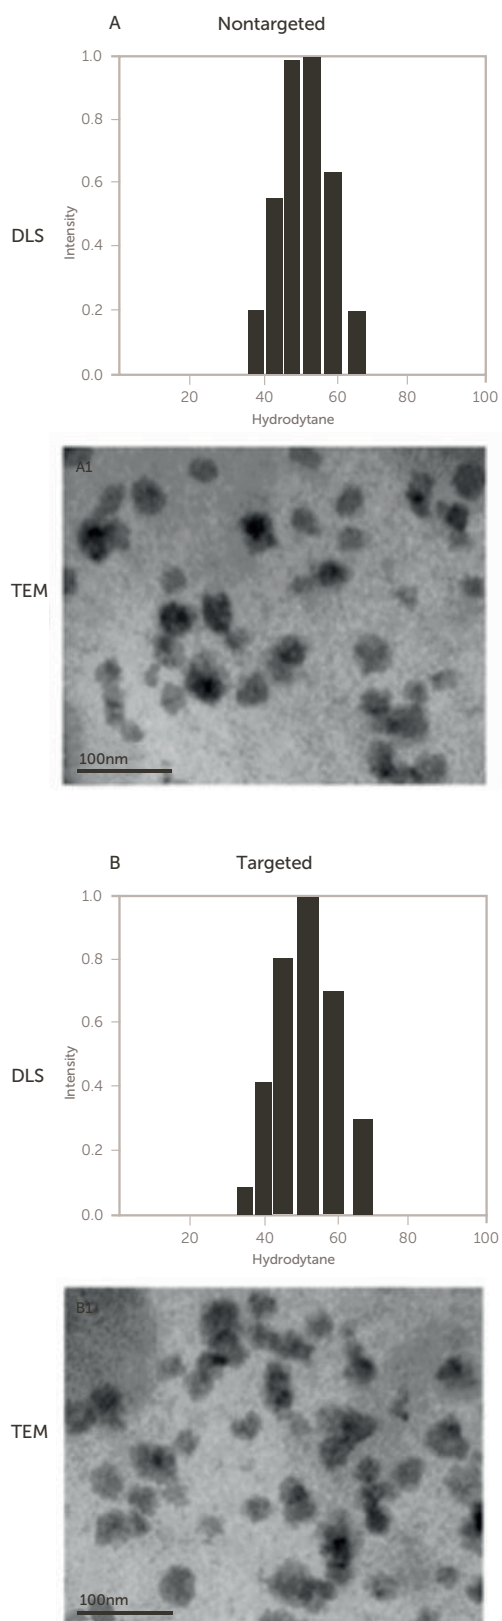 A Nontargeted
1.0
0.8
0.6
DLS
Intensity
0.4
0.2
0.0
20 40 60 80 100
Hydrodytane
A1
TEM
100nm
B Targeted
1.0
0.8
0.6
DLS
Intensity
0.4
0.2
0.0
20 40 60 80 100
Hydrodytane
B1
TEM
100nm